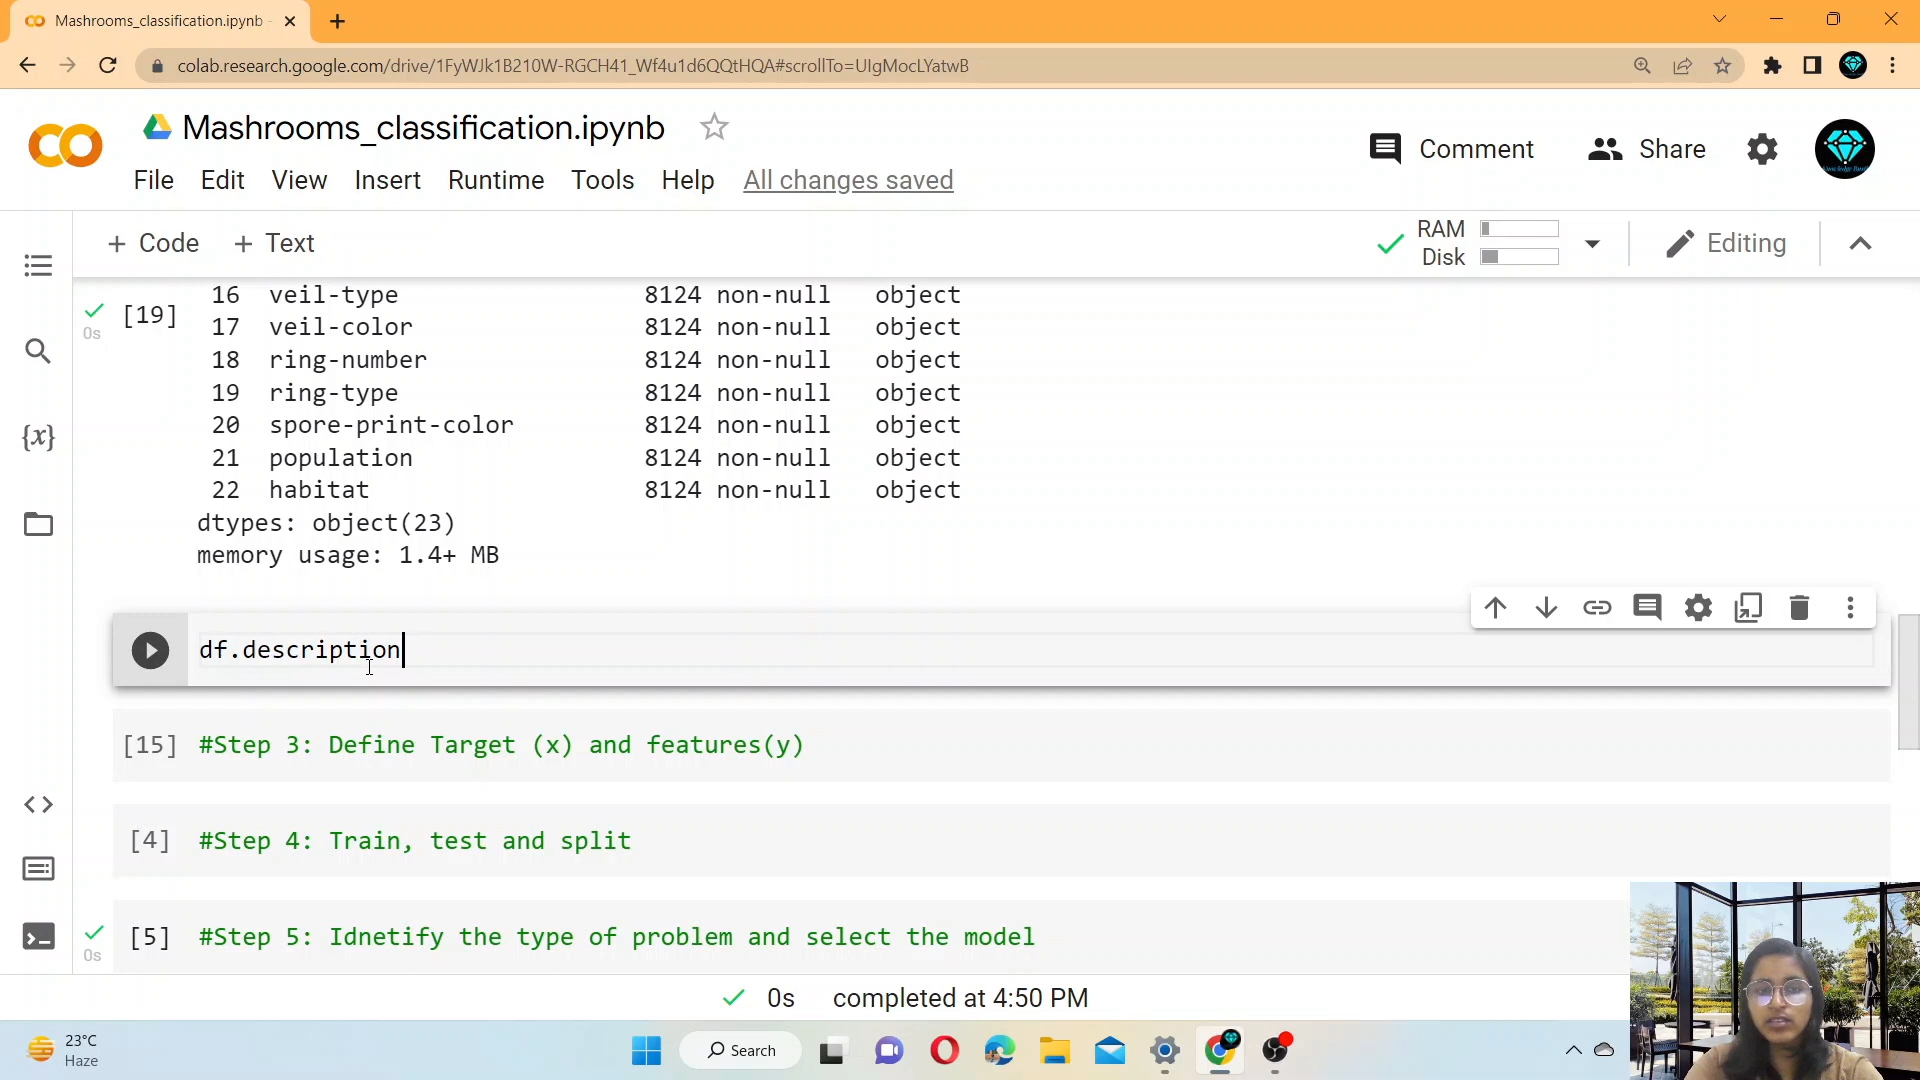 Mashrooms_classification.ipynb
colab.research.google.com/drive/1FyWJk1B210W-RGCH41_Wf4u1d6QQtHQA#scrollTo=UIgMocLYatwB
Mashrooms_classification.ipynb
Comment
Share
File Edit View Insert Runtime Tools Help All changes saved
+ Code + Text
RAM
Disk
Editing
[19]
0s
16 veil-type 8124 non-null object
17 veil-color 8124 non-null object
18 ring-number 8124 non-null object
19 ring-type 8124 non-null object
20 spore-print-color 8124 non-null object
21 population 8124 non-null object
22 habitat 8124 non-null object
dtypes: object(23)
memory usage: 1.4+ MB
df.description
[15] #Step 3: Define Target (x) and features(y)
[4] #Step 4: Train, test and split
[5] #Step 5: Idnetify the type of problem and select the model
0s
0s completed at 4:50 PM
23°C
Haze
Search